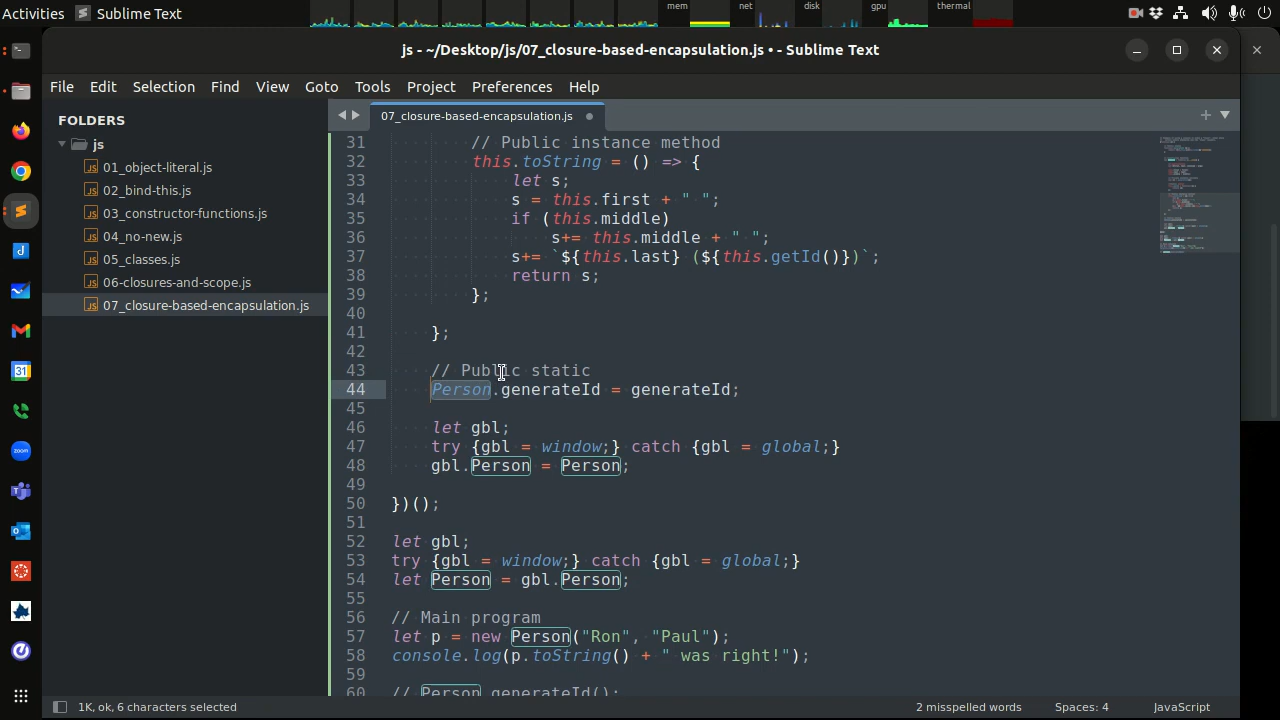 Activities Sublime Text mem net disk gpu thermal
js - ~/Desktop/js/07_closure-based-encapsulation.js • - Sublime Text
File Edit Selection Find View Goto Tools Project Preferences Help
FOLDERS
js
01_object-literal.js
02_bind-this.js
03_constructor-functions.js
04_no-new.js
05_classes.js
06-closures-and-scope.js
07_closure-based-encapsulation.js
07_closure-based-encapsulation.js
31 // Public instance method
32 this.toString = () => {
33 let s;
34 s = this.first + " ";
35 if (this.middle)
36 s+= this.middle + " ";
37 s+= `${this.last} (${this.getId()})`;
38 return s;
39 };
40
41 };
42
43 // Public static
44 Person.generateId = generateId;
45
46 let gbl;
47 try {gbl = window;} catch {gbl = global;}
48 gbl.Person = Person;
49
50 })();
51
52 let gbl;
53 try {gbl = window;} catch {gbl = global;}
54 let Person = gbl.Person;
55
56 // Main program
57 let p = new Person("Ron", "Paul");
58 console.log(p.toString() + " was right!");
59
60 // Person.generateId();
1K, ok, 6 characters selected 2 misspelled words Spaces: 4 JavaScript